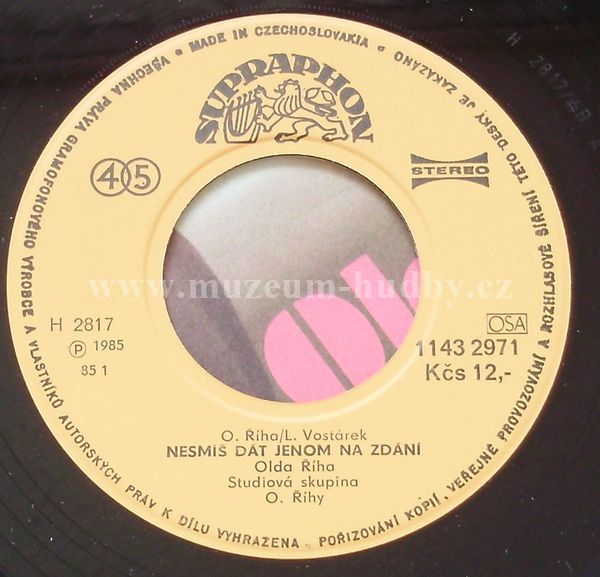 VŠECHNA PRÁVA GRAMOFONOVÉHO VÝROBCE A VLASTNÍKŮ AUTORSKÝCH PRÁV K DÍLU VYHRAZENA. POŘIZOVÁNÍ KOPIÍ, VEŘEJNÉ PROVOZOVÁNÍ A ROZHLASOVÉ ŠÍŘENÍ TÉTO DESKY JE ZAKÁZÁNO • MADE IN CZECHOSLOVAKIA •
SUPRAPHON
45
STEREO
www.muzeum-hudby.cz
H 2817
Ⓟ 1985
85 1
OSA
1143 2971
Kčs 12,-
O. Říha/L. Vostárek
NESMÍŠ DÁT JENOM NA ZDÁNÍ
Olda Říha
Studiová skupina
O. Říhy